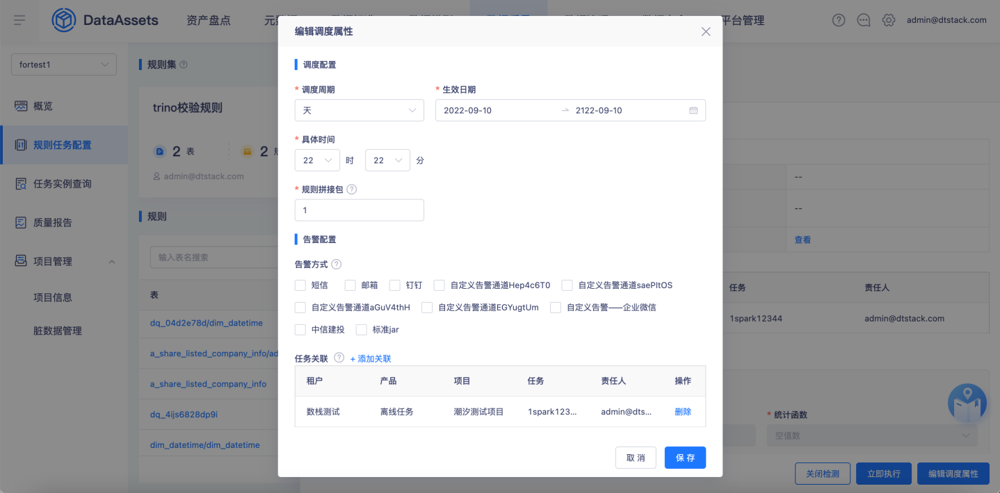 DataAssets
资产盘点
平台管理
admin@dtstack.com
fortest1
概览
规则任务配置
任务实例查询
质量报告
项目管理
项目信息
脏数据管理
规则集
trino校验规则
2 表
2
admin@dtstack.com
规则
输入表名搜索
表
dq_04d2e78d/dim_datetime
a_share_listed_company_info/ad
a_share_listed_company_info
dq_4ijs6828dp9i
dim_datetime/dim_datetime
编辑调度属性
调度配置
* 调度周期
* 生效日期
天
2022-09-10
2122-09-10
* 具体时间
22 时 22 分
* 规则拼接包
1
告警配置
告警方式
短信 邮箱 钉钉 自定义告警通道Hep4c6T0 自定义告警通道saePltOS
自定义告警通道aGuV4thH 自定义告警通道EGYugtUm 自定义告警——企业微信
中信建投 标准jar
任务关联 + 添加关联
租户 产品 项目 任务 责任人 操作
数栈测试 离线任务 潮汐测试项目 1spark123... admin@dts... 删除
取 消 保 存
--
--
查看
任务 责任人
1spark12344 admin@dtstack.com
* 统计函数
空值数
关闭检测 立即执行 编辑调度属性